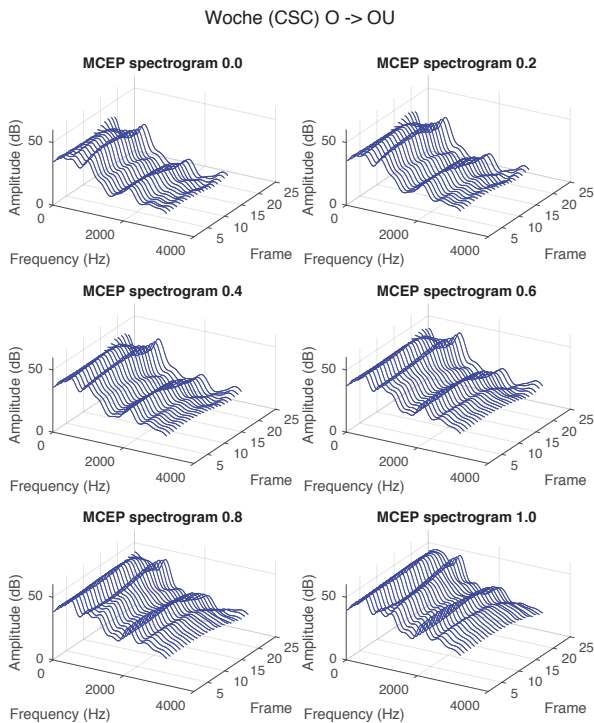 Woche (CSC) O -> OU
MCEP spectrogram 0.0
Amplitude (dB)
50
0
0
2000
4000
Frequency (Hz)
5
10
15
20
25
Frame
MCEP spectrogram 0.2
Amplitude (dB)
50
0
0
2000
4000
Frequency (Hz)
5
10
15
20
25
Frame
MCEP spectrogram 0.4
Amplitude (dB)
50
0
0
2000
4000
Frequency (Hz)
5
10
15
20
25
Frame
MCEP spectrogram 0.6
Amplitude (dB)
50
0
0
2000
4000
Frequency (Hz)
5
10
15
20
25
Frame
MCEP spectrogram 0.8
Amplitude (dB)
50
0
0
2000
4000
Frequency (Hz)
5
10
15
20
25
Frame
MCEP spectrogram 1.0
Amplitude (dB)
50
0
0
2000
4000
Frequency (Hz)
5
10
15
20
25
Frame